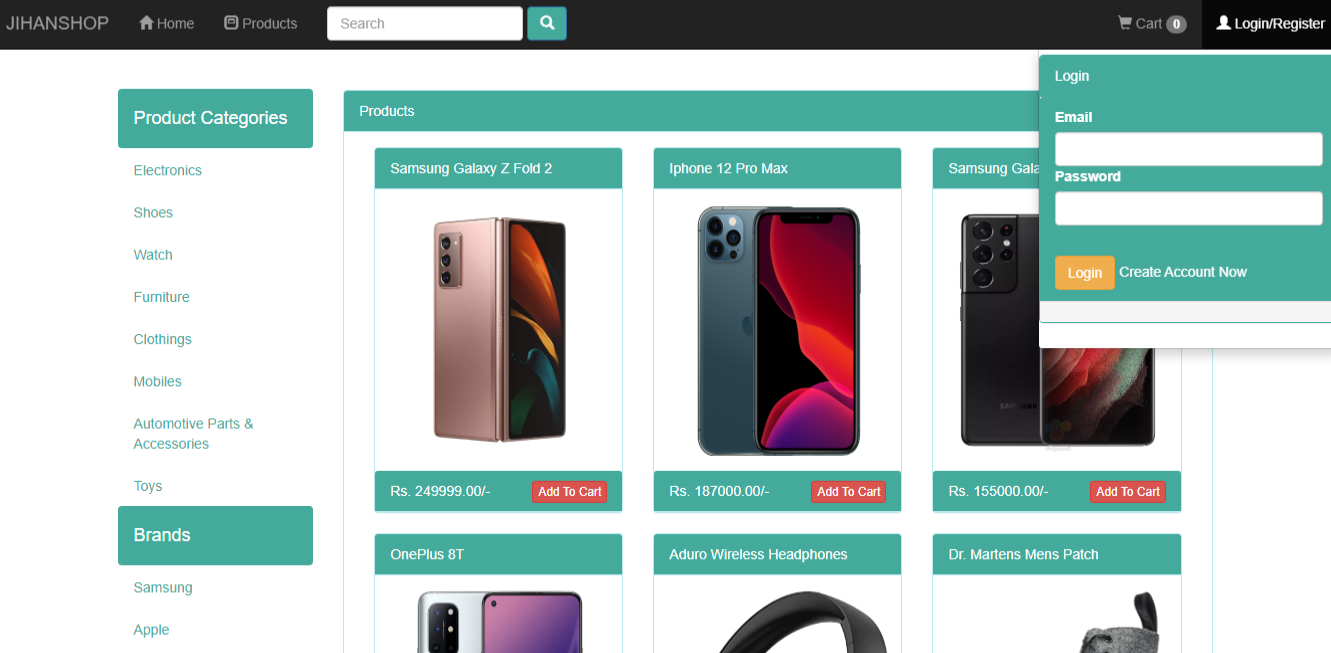 JIHANSHOP
Home
Products
Search
Cart 0
Login/Register
Login
Email
Password
Login Create Account Now
Product Categories
Electronics
Shoes
Watch
Furniture
Clothings
Mobiles
Automotive Parts &
Accessories
Toys
Brands
Samsung
Apple
Products
Samsung Galaxy Z Fold 2
Rs. 249999.00/-
Add To Cart
Iphone 12 Pro Max
Rs. 187000.00/-
Add To Cart
Samsung
SAMSUNG
Rs. 155000.00/-
Add To Cart
OnePlus 8T
Aduro Wireless Headphones
Dr. Martens Mens Patch